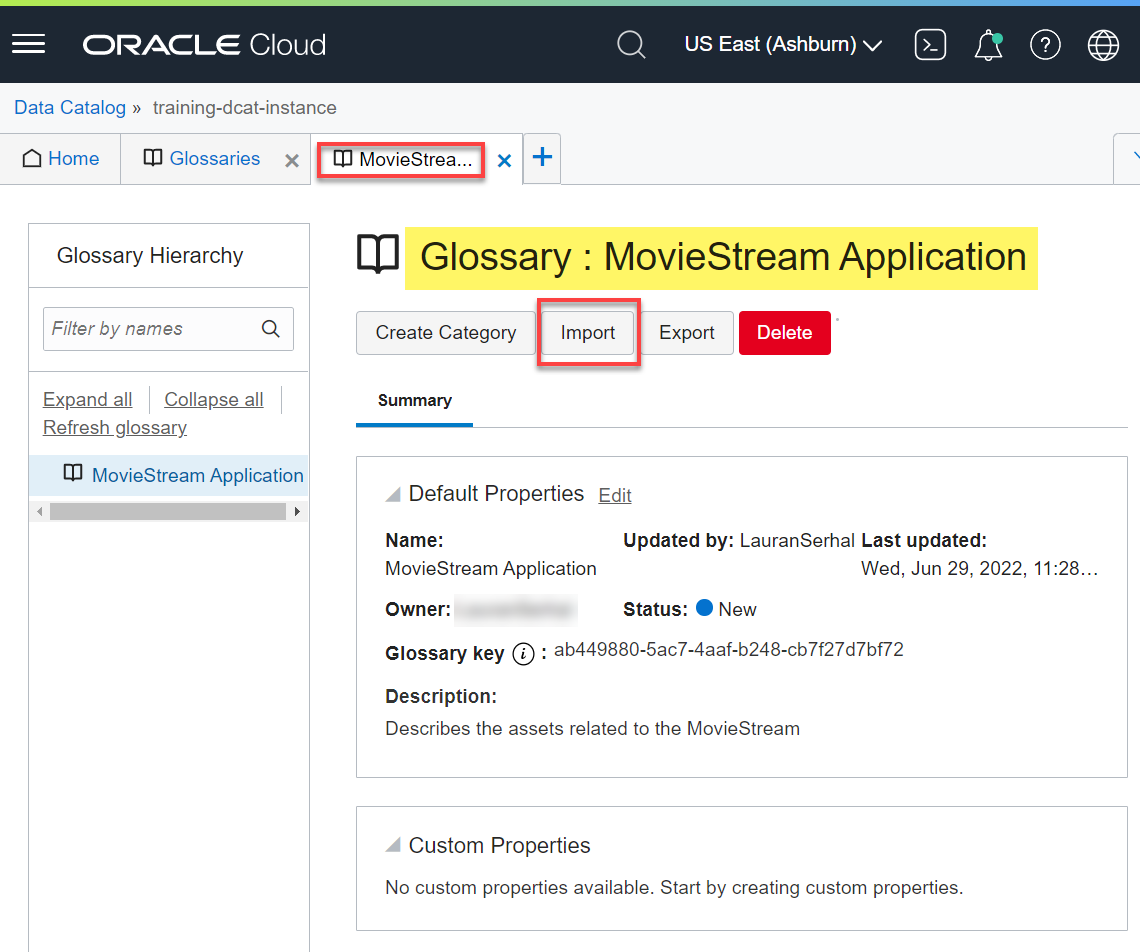 ORACLE Cloud
US East (Ashburn)
Data Catalog » training-dcat-instance
Home
Glossaries
MovieStrea...
Glossary Hierarchy
Filter by names
Expand all
Collapse all
Refresh glossary
MovieStream Application
Glossary : MovieStream Application
Create Category
Import
Export
Delete
Summary
Default Properties Edit
Name:
MovieStream Application
Updated by: LauranSerhal
Last updated:
Wed, Jun 29, 2022, 11:28...
Owner:
Status: New
Glossary key i : ab449880-5ac7-4aaf-b248-cb7f27d7bf72
Description:
Describes the assets related to the MovieStream
Custom Properties
No custom properties available. Start by creating custom properties.